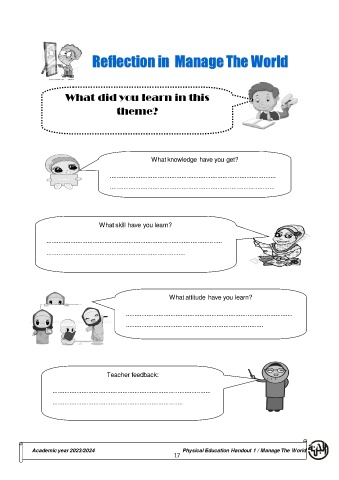 Reflection in Manage The World
What did you learn in this
theme?
What knowledge have you get?
What skill have you learn?
What attitude have you learn?
Teacher feedback:
Academic year 2023/2024
Physical Education Handout 1 / Manage The World
17